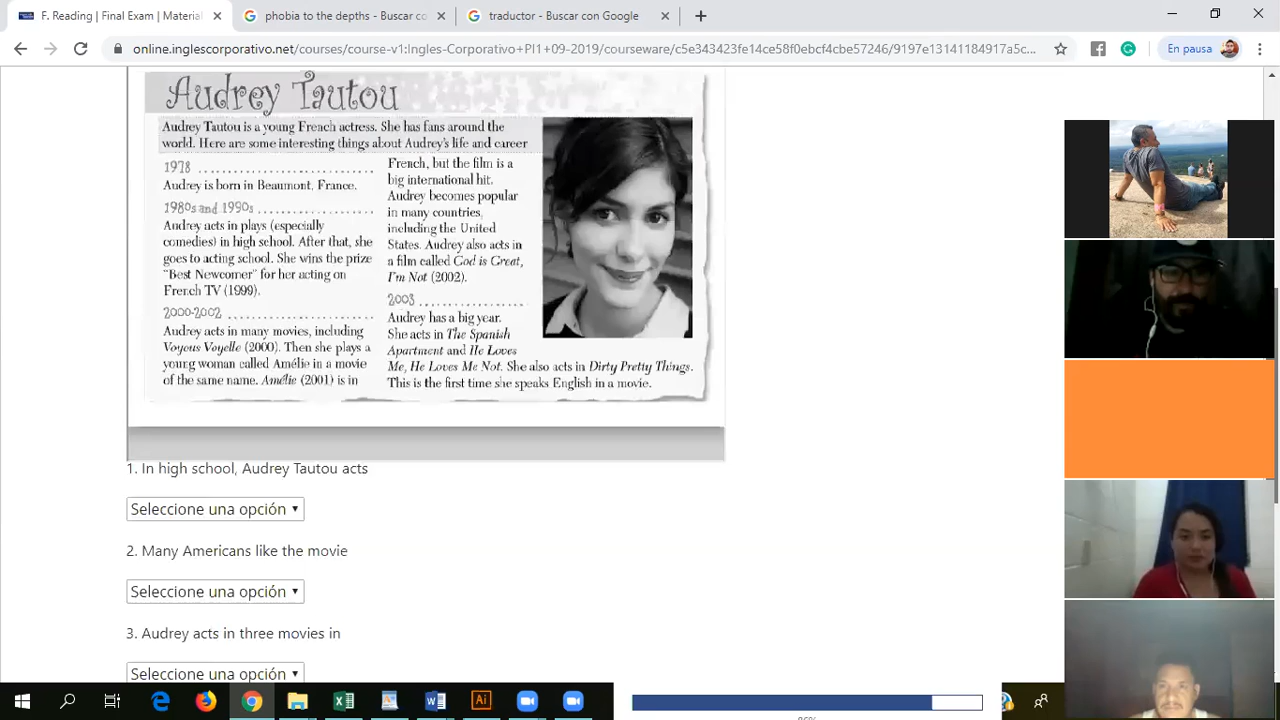 F. Reading | Final Exam | Material
phobia to the depths - Buscar co
traductor - Buscar con Google
online.inglescorporativo.net/courses/course-v1:Ingles-Corporativo+PI1+09-2019/courseware/c5e343423fe14ce58f0ebcf4cbe57246/9197e13141184917a5c...
En pausa
Audrey Tautou
Audrey Tautou is a young French actress. She has fans around the
world. Here are some interesting things about Audrey's life and career
1978
Audrey is born in Beaumont, France.
1980s and 1990s
Audrey acts in plays (especially
comedies) in high school. After that, she
goes to acting school. She wins the prize
"Best Newcomer" for her acting on
French TV (1999).
2000-2002
Audrey acts in many movies, including
Voyous Voyelle (2000). Then she plays a
young woman called Amélie in a movie
of the same name. Amélie (2001) is in
French, but the film is a
big international hit.
Audrey becomes popular
in many countries,
including the United
States. Audrey also acts in
a film called God is Great,
I'm Not (2002).
2003
Audrey has a big year.
She acts in The Spanish
Apartment and He Loves
Me, He Loves Me Not. She also acts in Dirty Pretty Things.
This is the first time she speaks English in a movie.
1. In high school, Audrey Tautou acts
Seleccione una opción
2. Many Americans like the movie
Seleccione una opción
3. Audrey acts in three movies in
Seleccione una opción